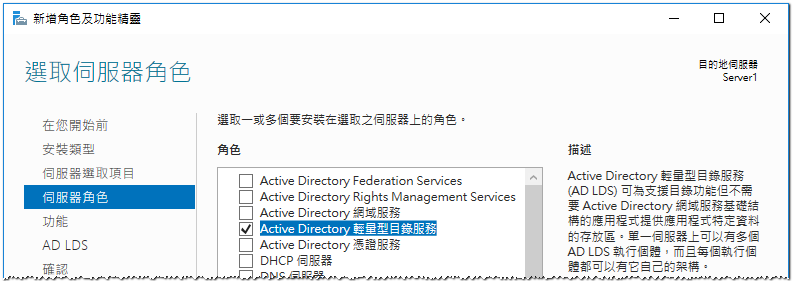 新增角色及功能精靈
選取伺服器角色
目的地伺服器
Server1
在您開始前
安裝類型
伺服器選取項目
伺服器角色
功能
AD LDS
確認
選取一或多個要安裝在選取之伺服器上的角色。
角色
Active Directory Federation Services
Active Directory Rights Management Services
Active Directory 網域服務
Active Directory 輕量型目錄服務
Active Directory 憑證服務
DHCP 伺服器
DNS 伺服器
描述
Active Directory 輕量型目錄服務
(AD LDS) 可為支援目錄功能但不需
要 Active Directory 網域服務基礎結
構的應用程式提供應用程式特定資料
的存放區。單一伺服器上可以有多個
AD LDS 執行個體，而且每個執行個
體都可以有它自己的架構。